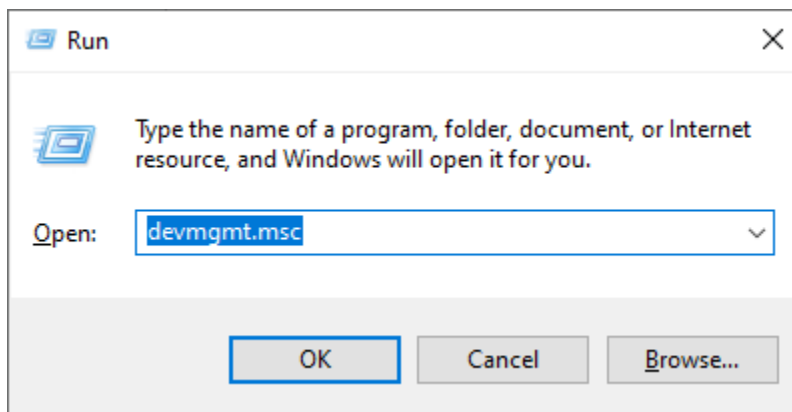 Run
Type the name of a program, folder, document, or Internet
resource, and Windows will open it for you.
Open: devmgmt.msc
OK Cancel Browse...